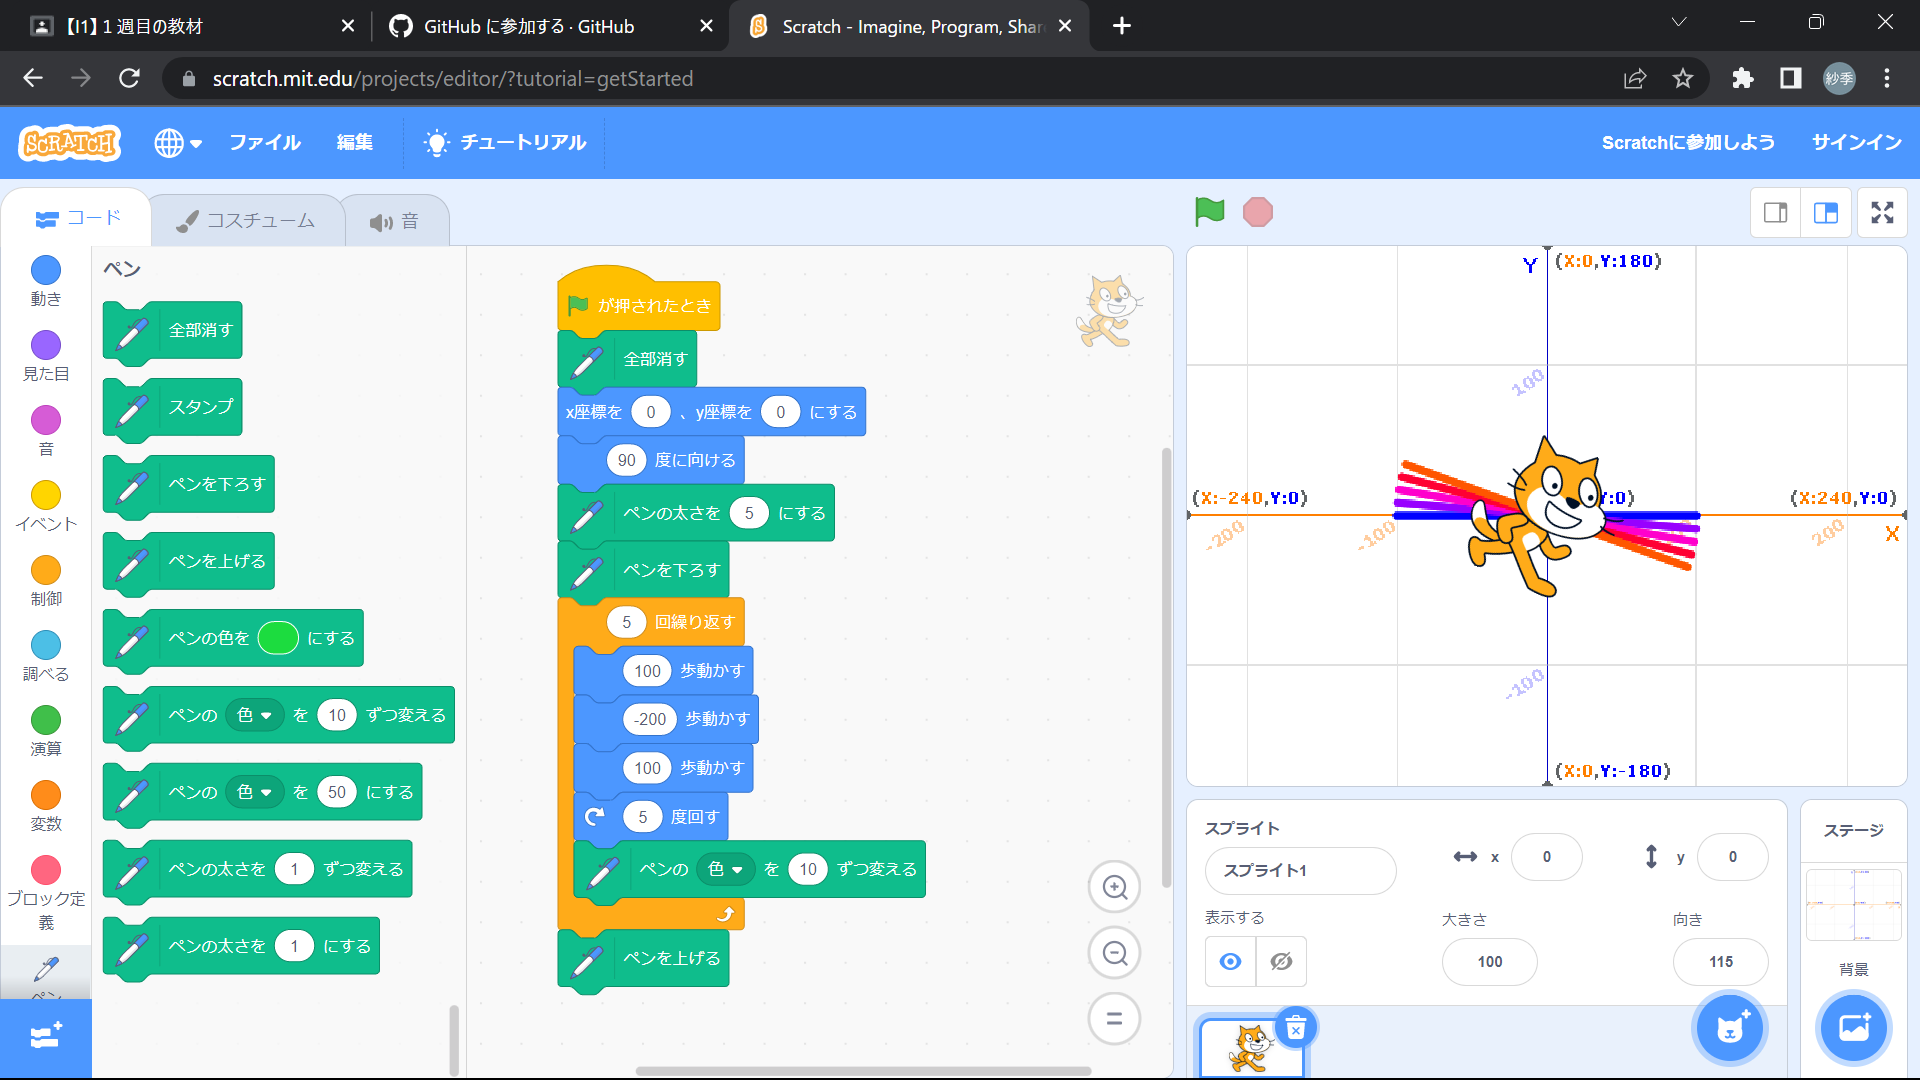 【I1】1 週目の教材
GitHub に参加する · GitHub
Scratch - Imagine, Program, Shar
scratch.mit.edu/projects/editor/?tutorial=getStarted
紗季
SCRATCH
ファイル
編集
チュートリアル
Scratchに参加しよう
サインイン
コード
コスチューム
音
動き
見た目
音
イベント
制御
調べる
演算
変数
ブロック定
義
ペン
ペン
全部消す
スタンプ
ペンを下ろす
ペンを上げる
ペンの色を にする
ペンの 色 を 10 ずつ変える
ペンの 色 を 50 にする
ペンの太さを 1 ずつ変える
ペンの太さを 1 にする
が押されたとき
全部消す
x座標を 0 、y座標を 0 にする
90 度に向ける
ペンの太さを 5 にする
ペンを下ろす
5 回繰り返す
100 歩動かす
-200 歩動かす
100 歩動かす
5 度回す
ペンの 色 を 10 ずつ変える
ペンを上げる
Y (X:0,Y:180)
100
(X:-240,Y:0)
Y:0)
(X:240,Y:0)
-200
-100
200
X
-100
(X:0,Y:-180)
スプライト
スプライト1
x 0
y 0
表示する
大きさ
100
向き
115
ステージ
背景